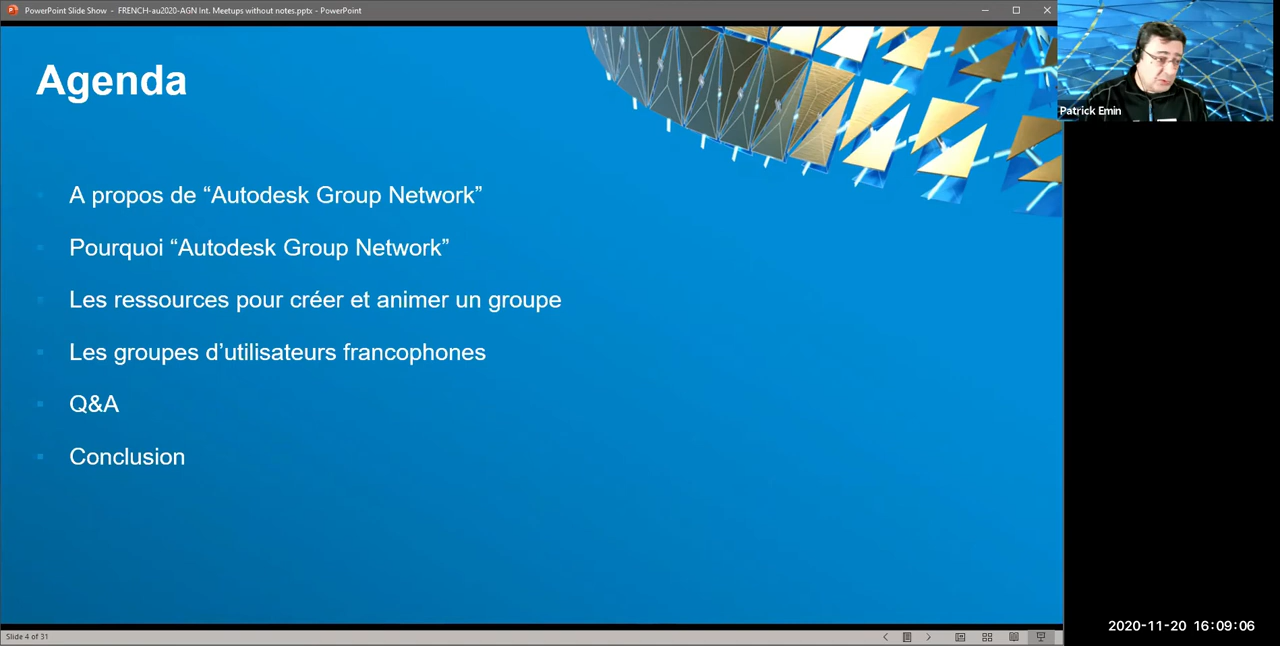 PowerPoint Slide Show - FRENCH-au2020-AGN Int. Meetups without notes.pptx - PowerPoint
Patrick Emin
Agenda
A propos de “Autodesk Group Network”
Pourquoi “Autodesk Group Network”
Les ressources pour créer et animer un groupe
Les groupes d’utilisateurs francophones
Q&A
Conclusion
2020-11-20 16:09:06
Slide 4 of 31